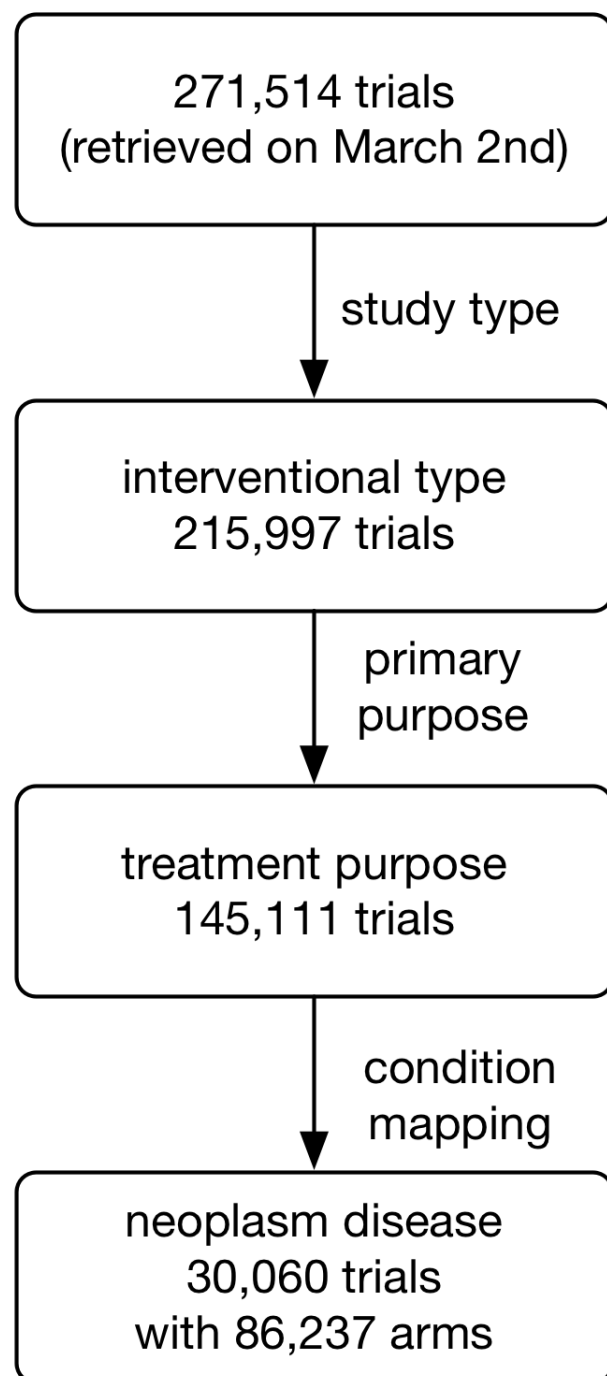 271,514 trials
(retrieved on March 2nd)
study type
interventional type
215,997 trials
primary
purpose
treatment purpose
145,111 trials
condition
mapping
neoplasm disease
30,060 trials
with 86,237 arms